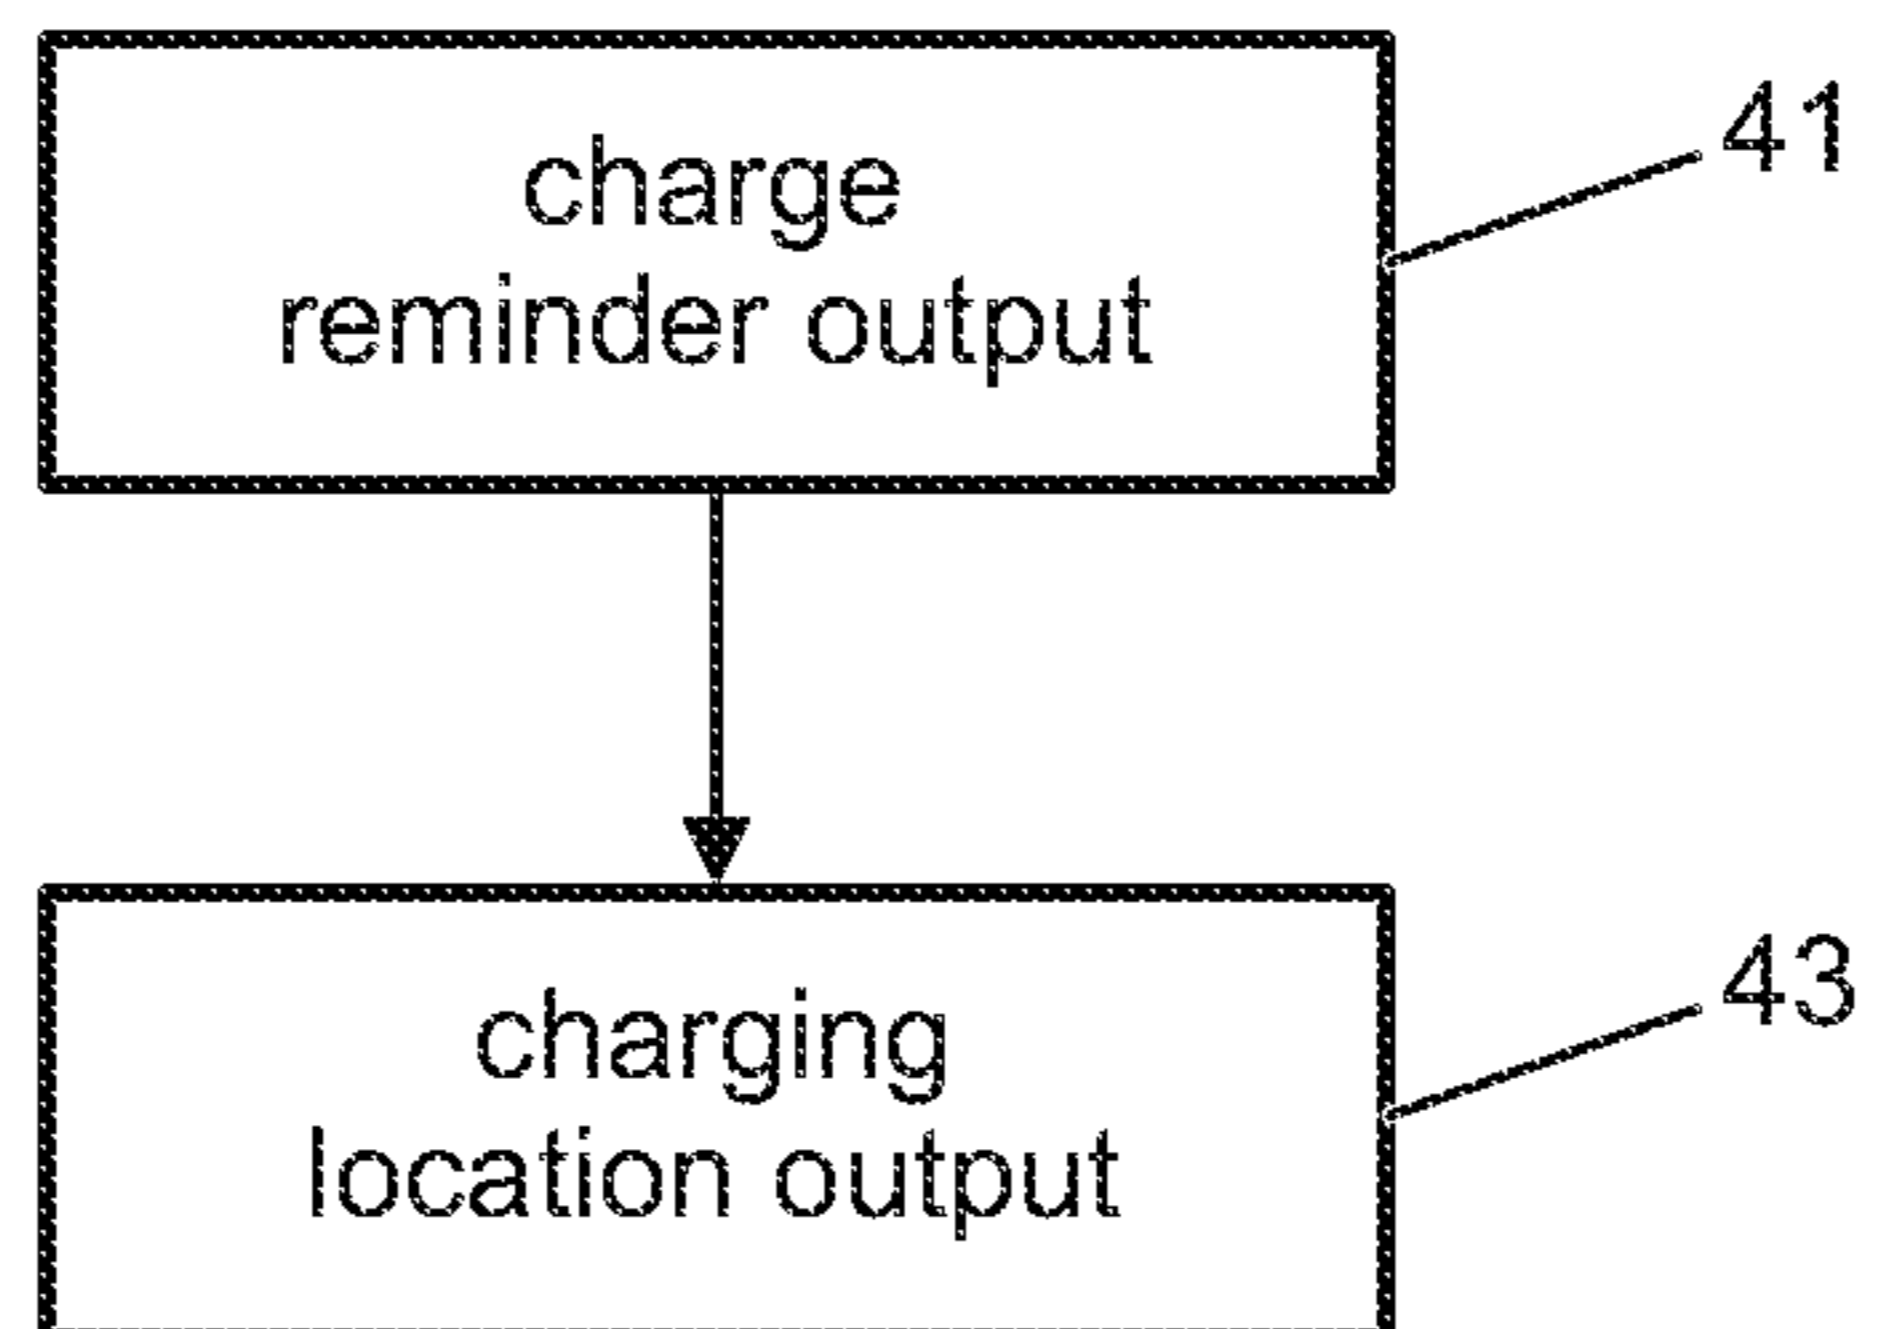 charge
reminder output
41
charging
location output
43